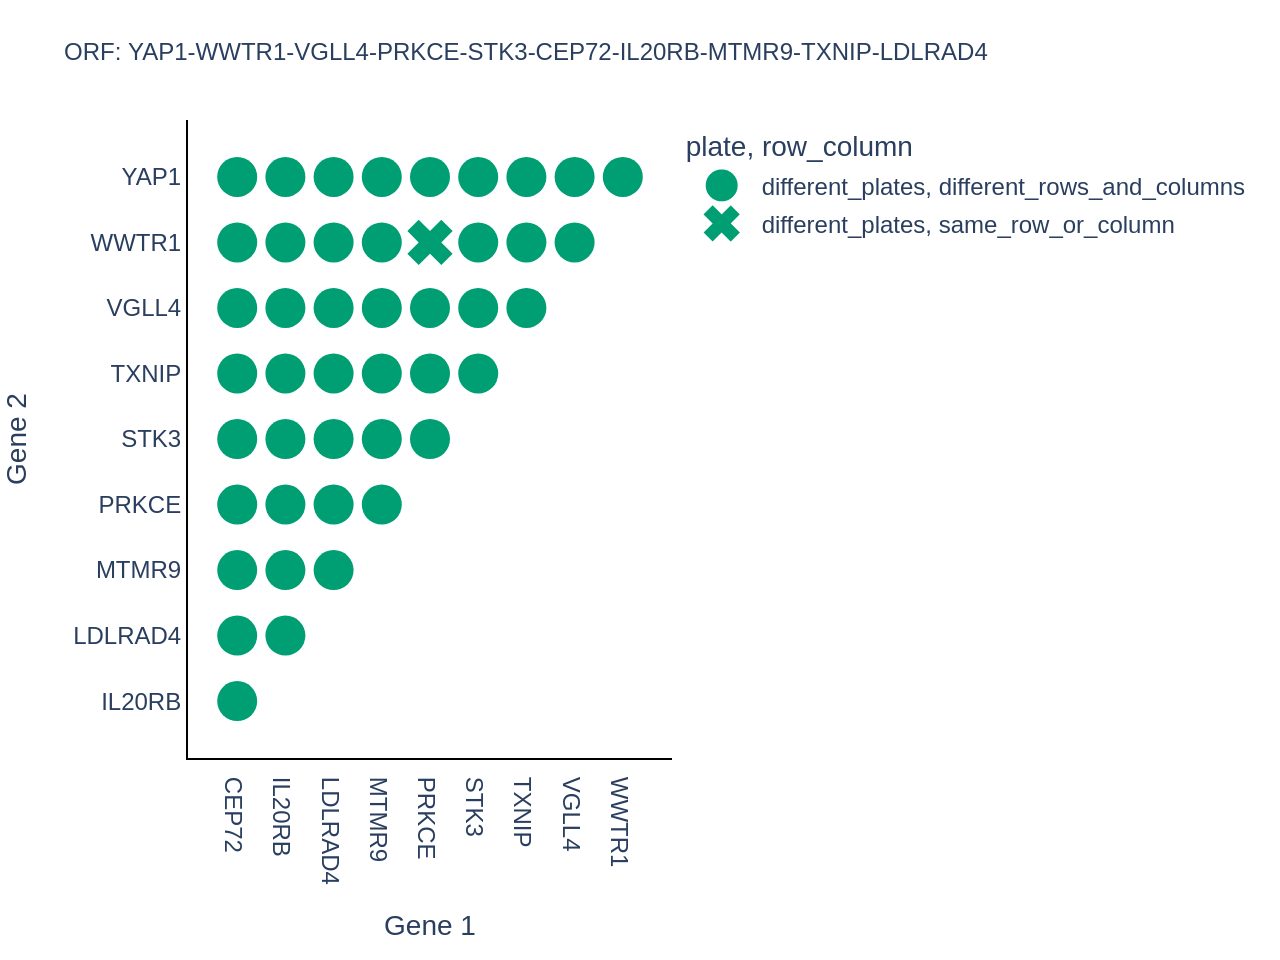 ORF: YAP1-WWTR1-VGLL4-PRKCE-STK3-CEP72-IL20RB-MTMR9-TXNIP-LDLRAD4
plate, row_column
different_plates, different_rows_and_columns
different_plates, same_row_or_column
Gene 2
YAP1
WWTR1
VGLL4
TXNIP
STK3
PRKCE
MTMR9
LDLRAD4
IL20RB
CEP72
IL20RB
LDLRAD4
MTMR9
PRKCE
STK3
TXNIP
VGLL4
WWTR1
Gene 1